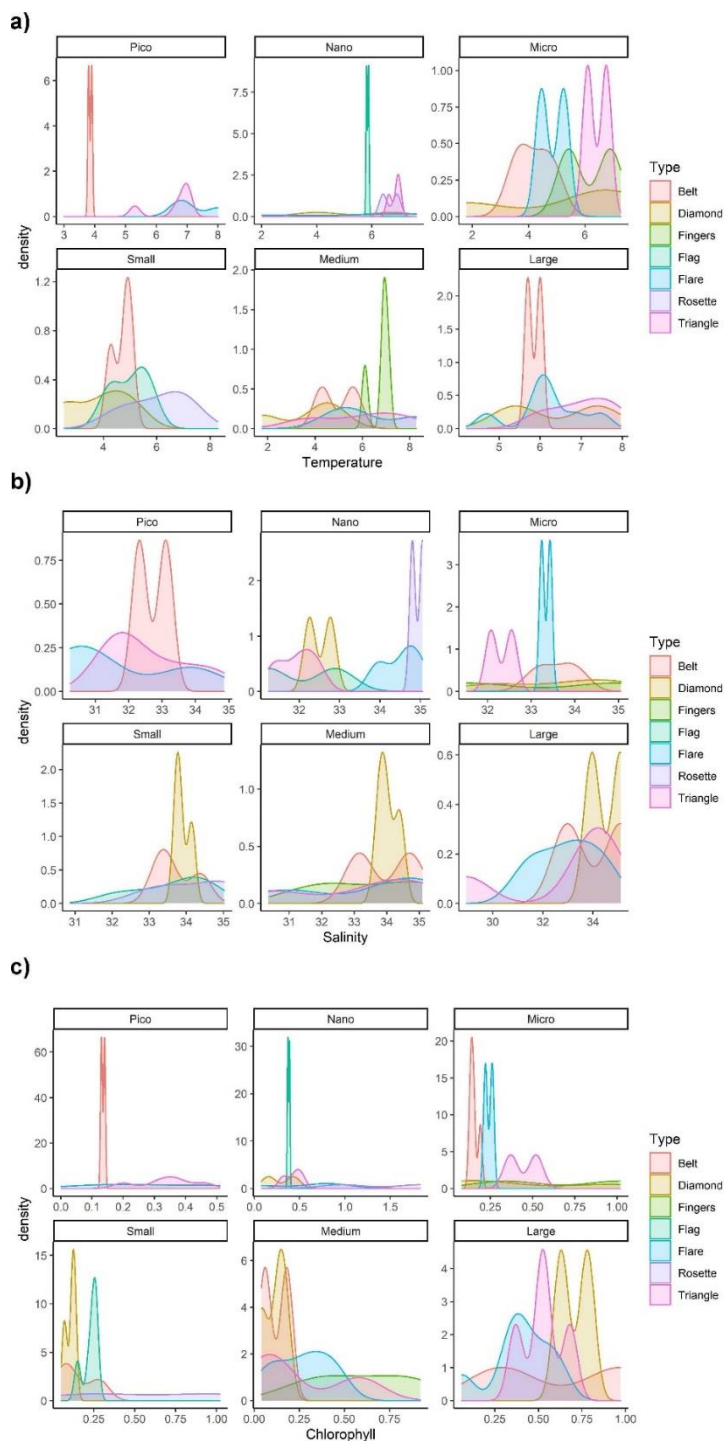 a)
Pico Nano Micro
6
4
2
0
3 4 5 6 7 8
7.5
5.0
2.5
0.0
2 4 6
1.00
0.75
0.50
0.25
0.00
2 4 6
Small Medium Large
1.2
0.8
0.4
0.0
4 6 8
2.0
1.5
1.0
0.5
0.0
2 4 6 8
2.0
1.5
1.0
0.5
0.0
5 6 7 8
density
Temperature
Type
Belt
Diamond
Fingers
Flag
Flare
Rosette
Triangle
b)
Pico Nano Micro
0.75
0.50
0.25
0.00
31 32 33 34 35
2
1
0
32 33 34 35
3
2
1
0
32 33 34 35
Small Medium Large
2.0
1.5
1.0
0.5
0.0
31 32 33 34 35
1.0
0.5
0.0
31 32 33 34 35
0.6
0.4
0.2
0.0
30 32 34
density
Salinity
Type
Belt
Diamond
Fingers
Flag
Flare
Rosette
Triangle
c)
Pico Nano Micro
60
40
20
0
0.0 0.1 0.2 0.3 0.4 0.5
30
20
10
0
0.0 0.5 1.0 1.5
20
15
10
5
0
0.25 0.50 0.75 1.00
Small Medium Large
15
10
5
0
0.25 0.50 0.75 1.00
6
4
2
0
0.00 0.25 0.50 0.75
4
3
2
1
0
0.25 0.50 0.75 1.00
density
Chlorophyll
Type
Belt
Diamond
Fingers
Flag
Flare
Rosette
Triangle